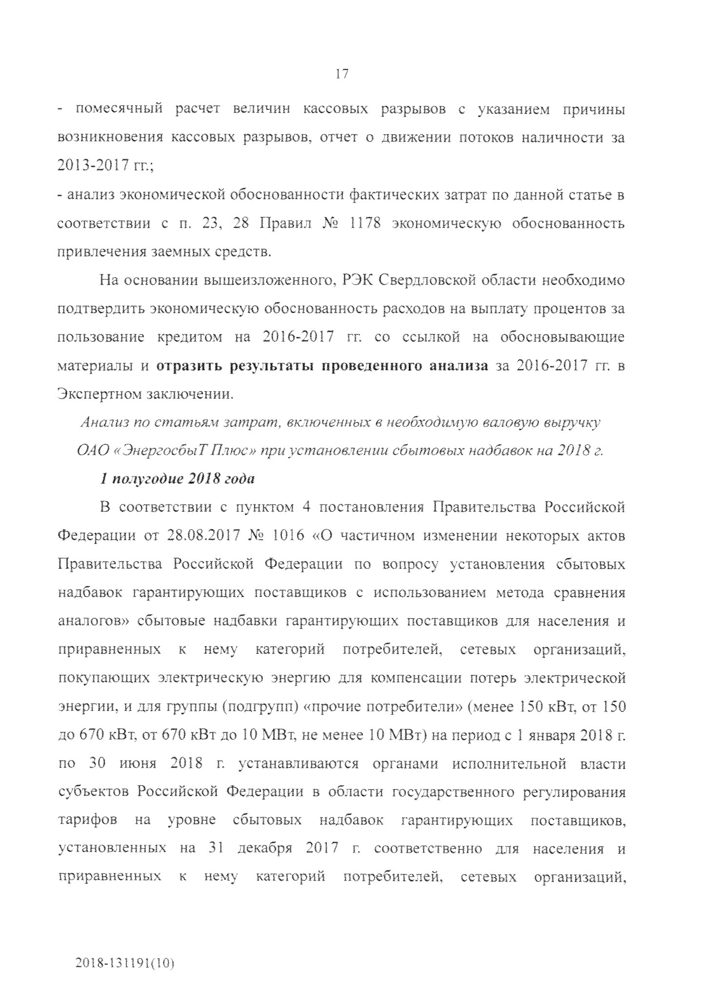 17
- помесячный расчет величин кассовых разрывов с указанием причины
возникновения кассовых разрывов, отчет о движении потоков наличности за
2013-2017 гг.;
- анализ экономической обоснованности фактических затрат по данной статье в
соответствии с п. 23, 28 Правил № 1178 экономическую обоснованность
привлечения заемных средств.
На основании вышеизложенного, РЭК Свердловской области необходимо
подтвердить экономическую обоснованность расходов на выплату процентов за
пользование кредитом на 2016-2017 гг. со ссылкой на обосновывающие
материалы и отразить результаты проведенного анализа за 2016-2017 гг. в
Экспертном заключении.
Анализ по статьям затрат, включенных в необходимую валовую выручку
ОАО «ЭнергосбыТ Плюс» при установлении сбытовых надбавок на 2018 г.
1 полугодие 2018 года
В соответствии с пунктом 4 постановления Правительства Российской
Федерации от 28.08.2017 № 1016 «О частичном изменении некоторых актов
Правительства Российской Федерации по вопросу установления сбытовых
надбавок гарантирующих поставщиков с использованием метода сравнения
аналогов» сбытовые надбавки гарантирующих поставщиков для населения и
приравненных к нему категорий потребителей, сетевых организаций,
покупающих электрическую энергию для компенсации потерь электрической
энергии, и для группы (подгрупп) «прочие потребители» (менее 150 кВт, от 150
до 670 кВт, от 670 кВт до 10 МВт, не менее 10 МВт) на период с 1 января 2018 г.
по 30 июня 2018 г. устанавливаются органами исполнительной власти
субъектов Российской Федерации в области государственного регулирования
тарифов на уровне сбытовых надбавок гарантирующих поставщиков,
установленных на 31 декабря 2017 г. соответственно для населения и
приравненных к нему категорий потребителей, сетевых организаций,
2018-131191(10)